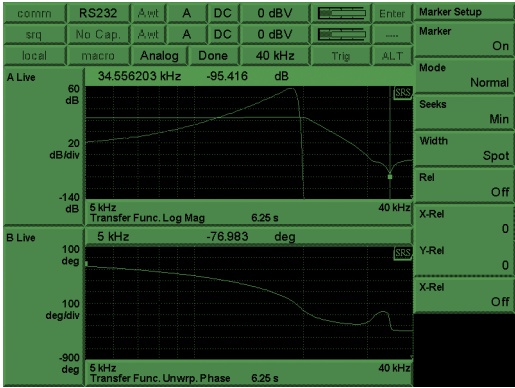 comm RS232 Awt A DC 0 dBV Enter
srq No Cap. Awt A DC 0 dBV ----
local macro Analog Done 40 kHz Trig ALT
A Live 34.556203 kHz -95.416 dB
60
dB
SRS
20
dB/div
-140
dB
5 kHz 40 kHz
Transfer Func. Log Mag 6.25 s
B Live 5 kHz -76.983 deg
100
deg
SRS
100
deg/div
-900
deg
5 kHz 40 kHz
Transfer Func. Unwrp. Phase 6.25 s
Marker Setup
Marker
On
Mode
Normal
Seeks
Min
Width
Spot
Rel
Off
X-Rel
0
Y-Rel
0
X-Rel
Off